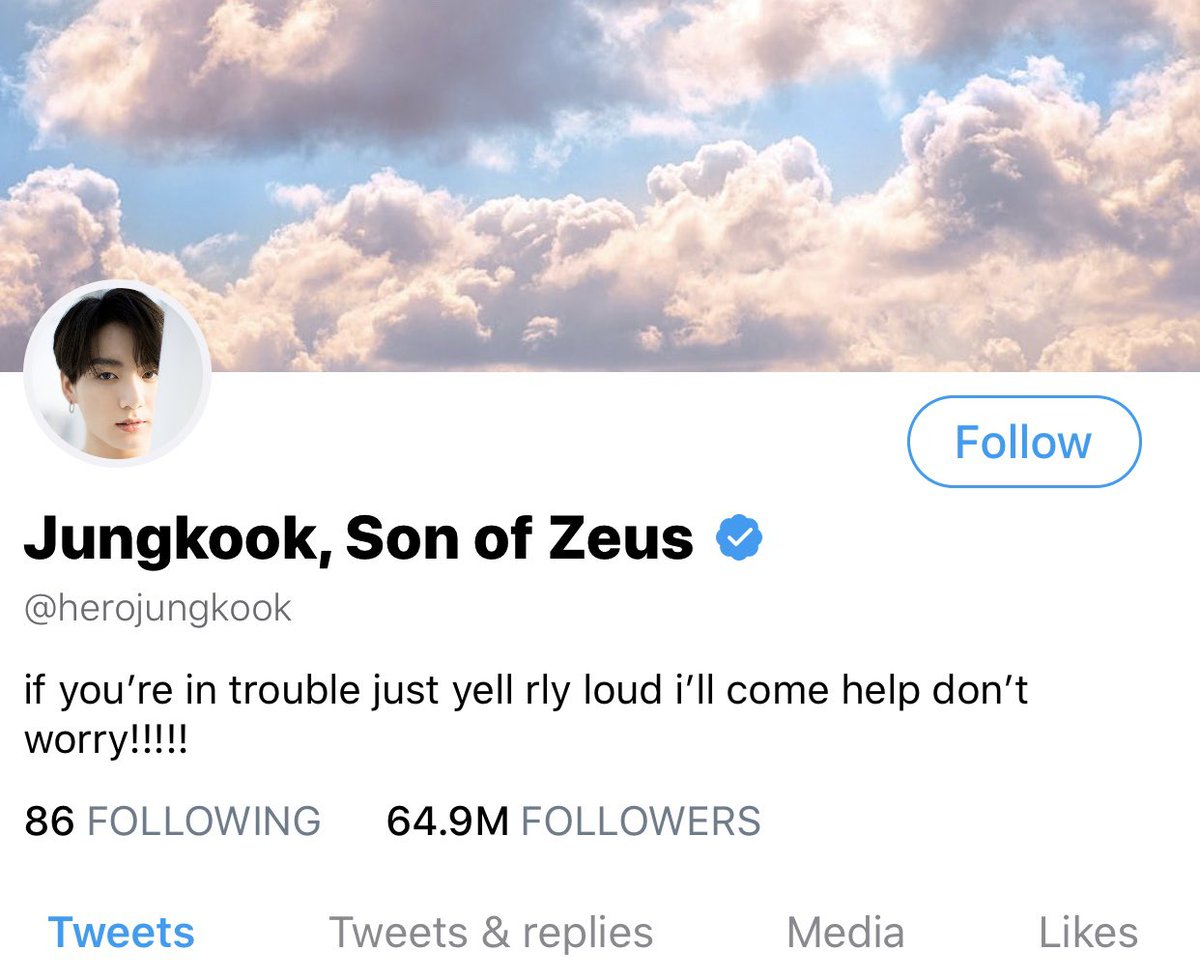 Follow
Jungkook, Son of Zeus
@herojungkook
if you’re in trouble just yell rly loud i’ll come help don’t
worry!!!!!
86 FOLLOWING 64.9M FOLLOWERS
Tweets Tweets & replies Media Likes